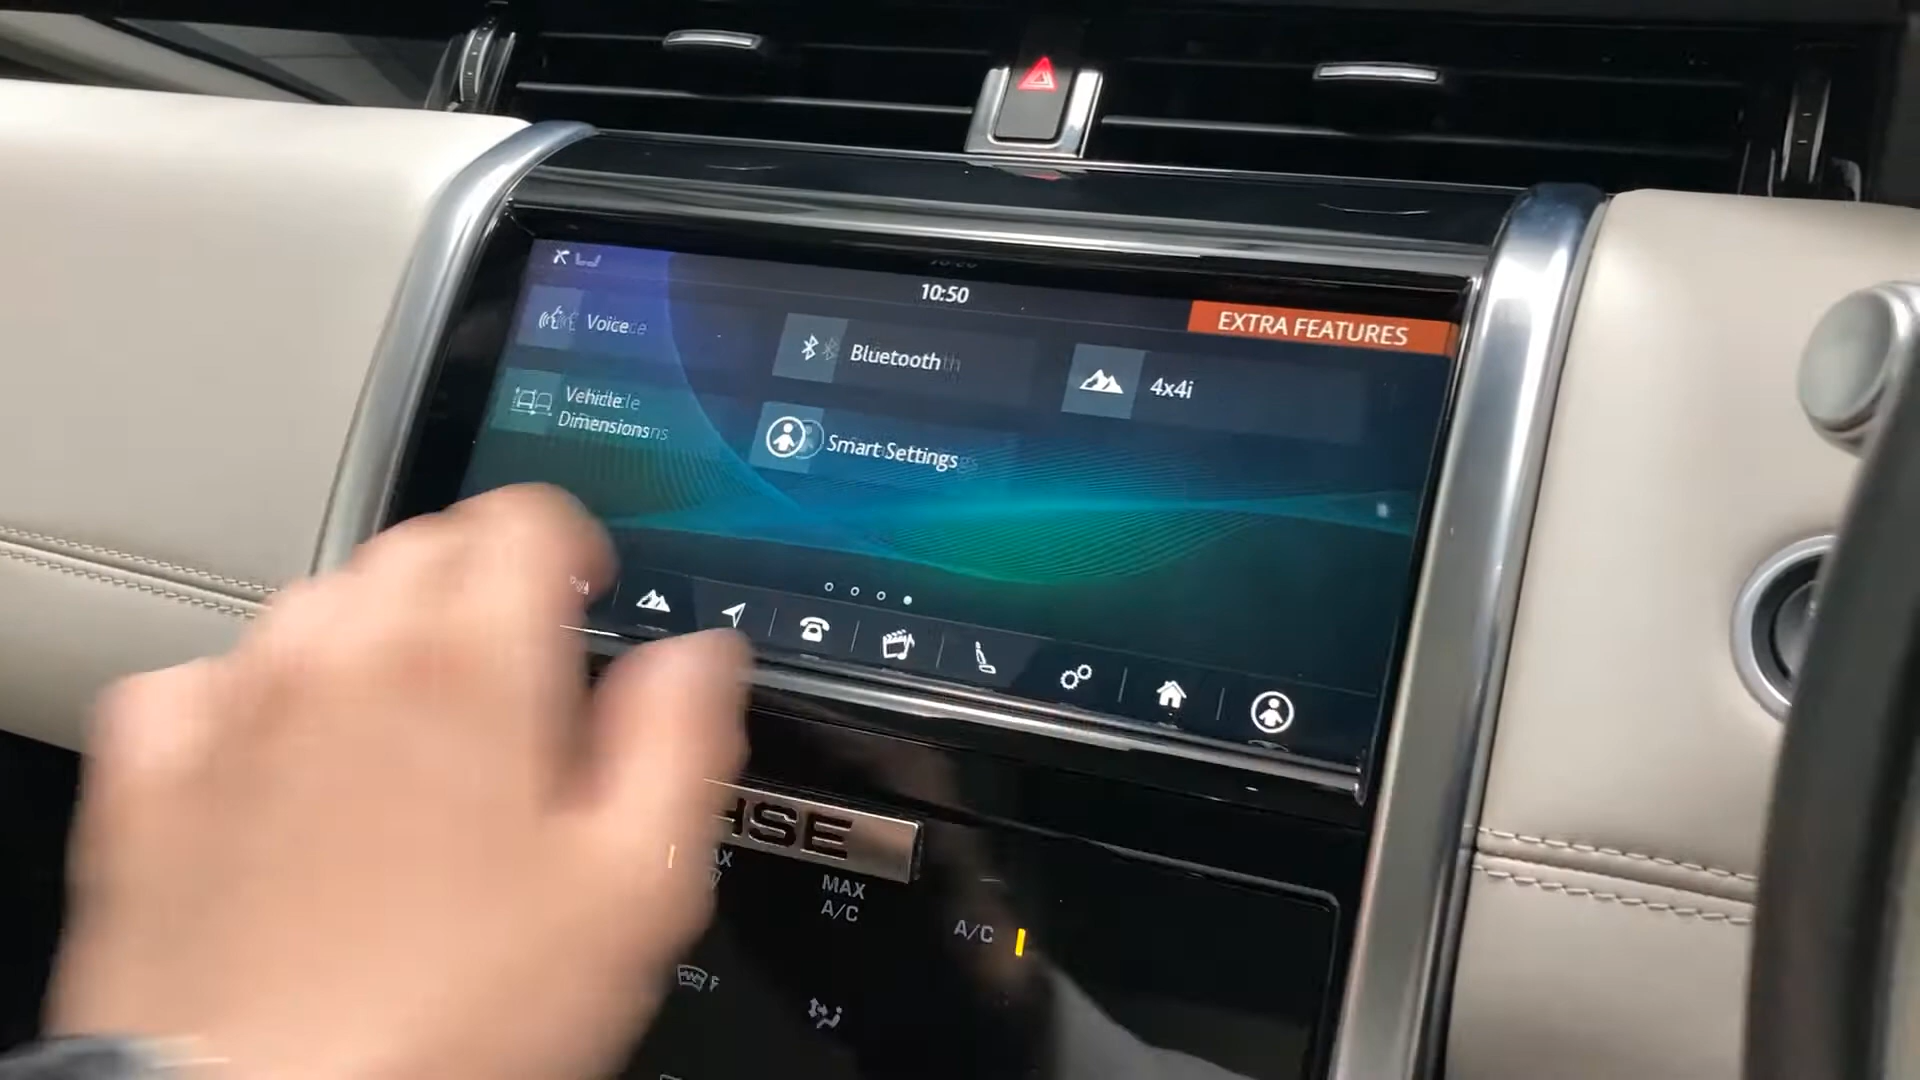 10:50
EXTRA FEATURES
Voice
Bluetooth
4x4i
Vehicle
Dimensions
Smart Settings
HSE
MAX
A/C
A/C
F